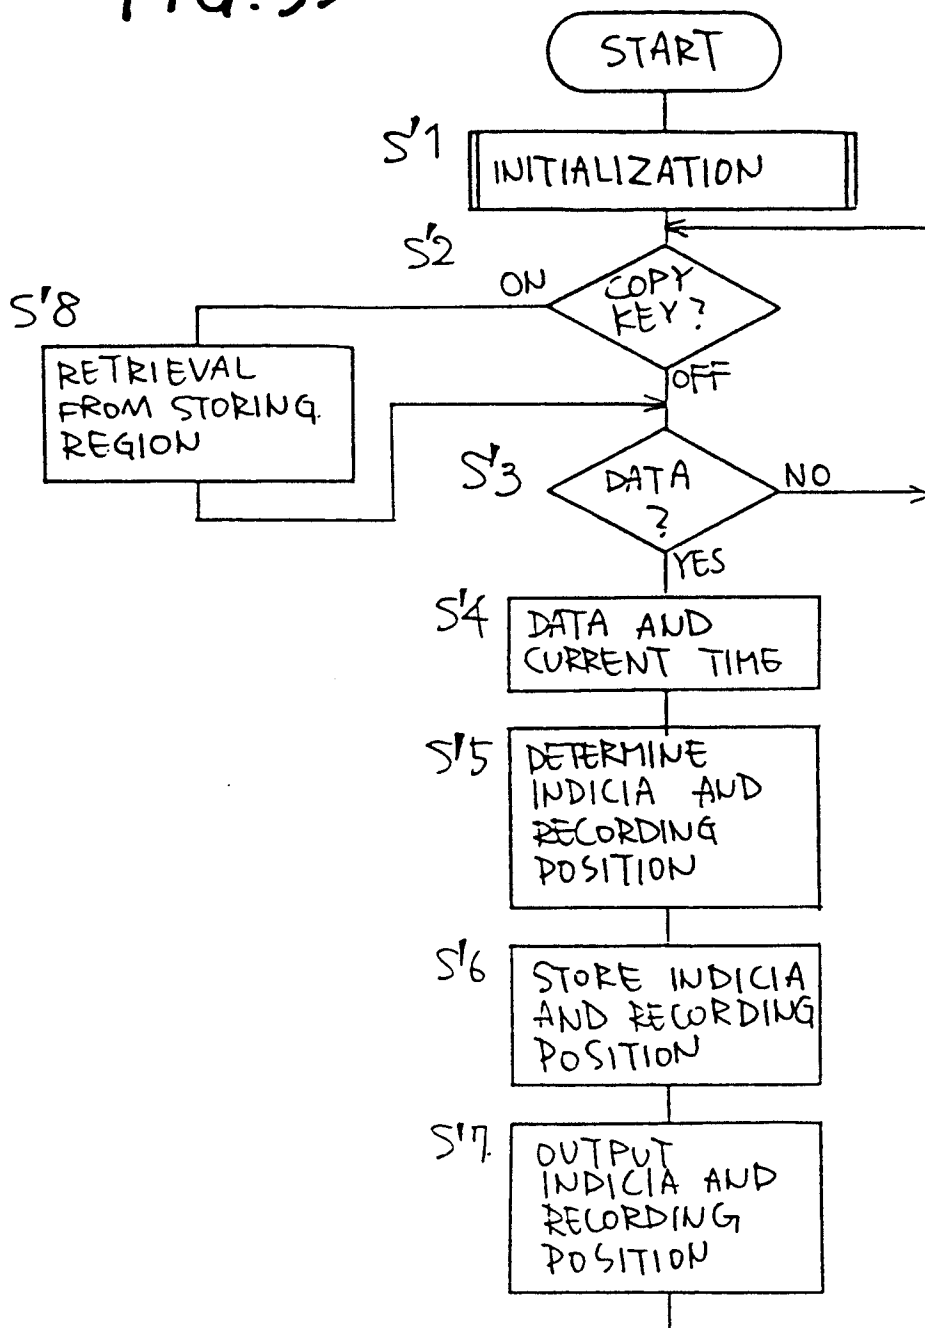 START
S'1
INITIALIZATION
S'2
ON
COPY
KEY?
OFF
S'8
RETRIEVAL
FROM STORING
REGION
S'3
DATA
?
NO
YES
S'4
DATA AND
CURRENT TIME
S'5
DETERMINE
INDICIA AND
RECORDING
POSITION
S'6
STORE INDICIA
AND RECORDING
POSITION
S'7
OUTPUT
INDICIA AND
RECORDING
POSITION